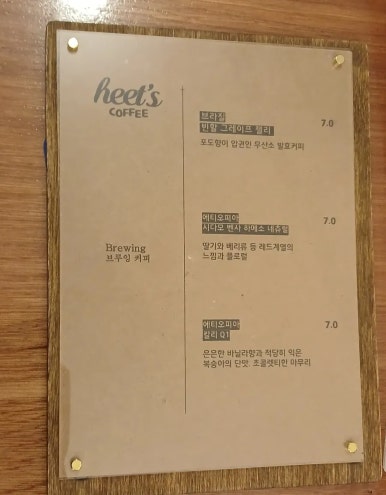 heet's
COFFEE
Brewing
브루잉 커피
브라질
빈할 그레이프 젤리
7.0
포도향이 압권인 무산소 발효커피
에티오피아
시다모 벤사 하메소 내츄럴
7.0
딸기와 베리류 등 레드계열의
느낌과 플로럴
에티오피아
킬리 G1
7.0
은은한 바닐라향과 적당히 익은
복숭아의 단맛. 초콜렛티한 마무리